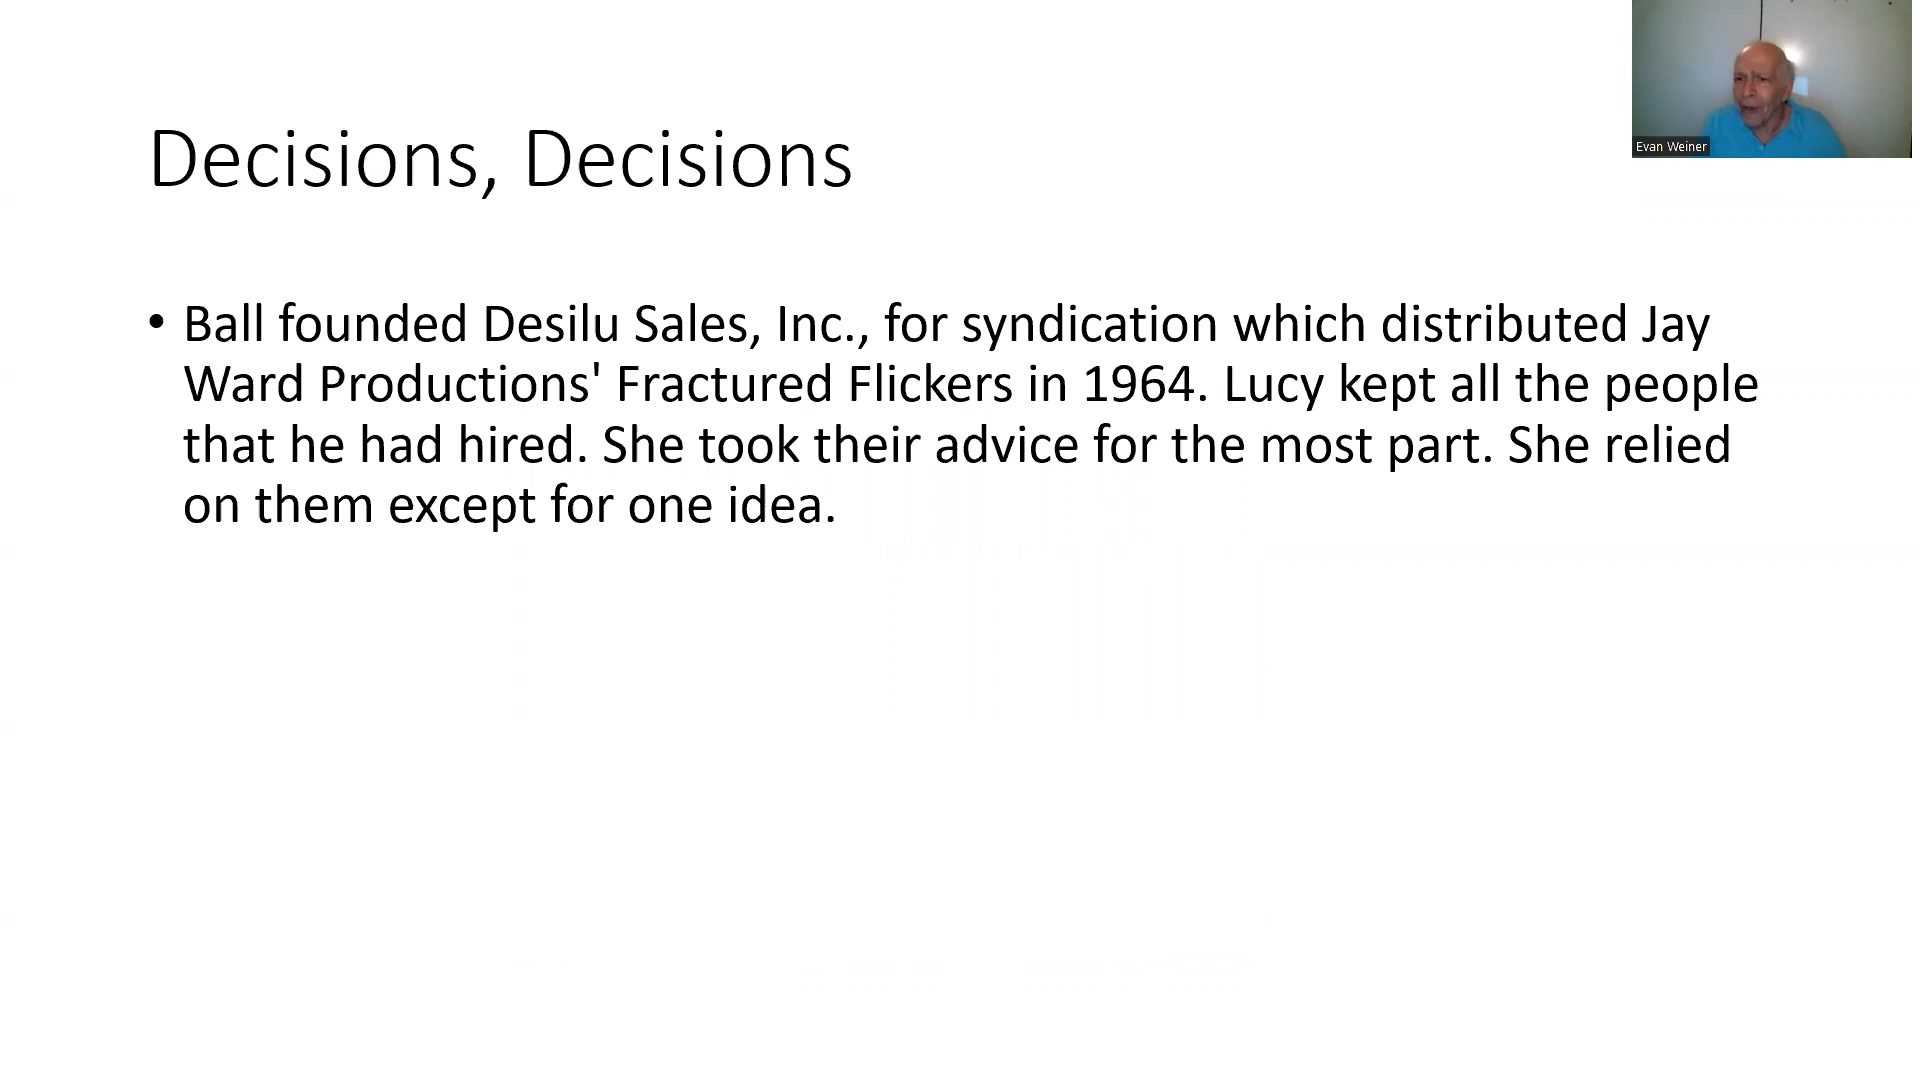 Evan Weiner
Decisions, Decisions
• Ball founded Desilu Sales, Inc., for syndication which distributed Jay
Ward Productions' Fractured Flickers in 1964. Lucy kept all the people
that he had hired. She took their advice for the most part. She relied
on them except for one idea.